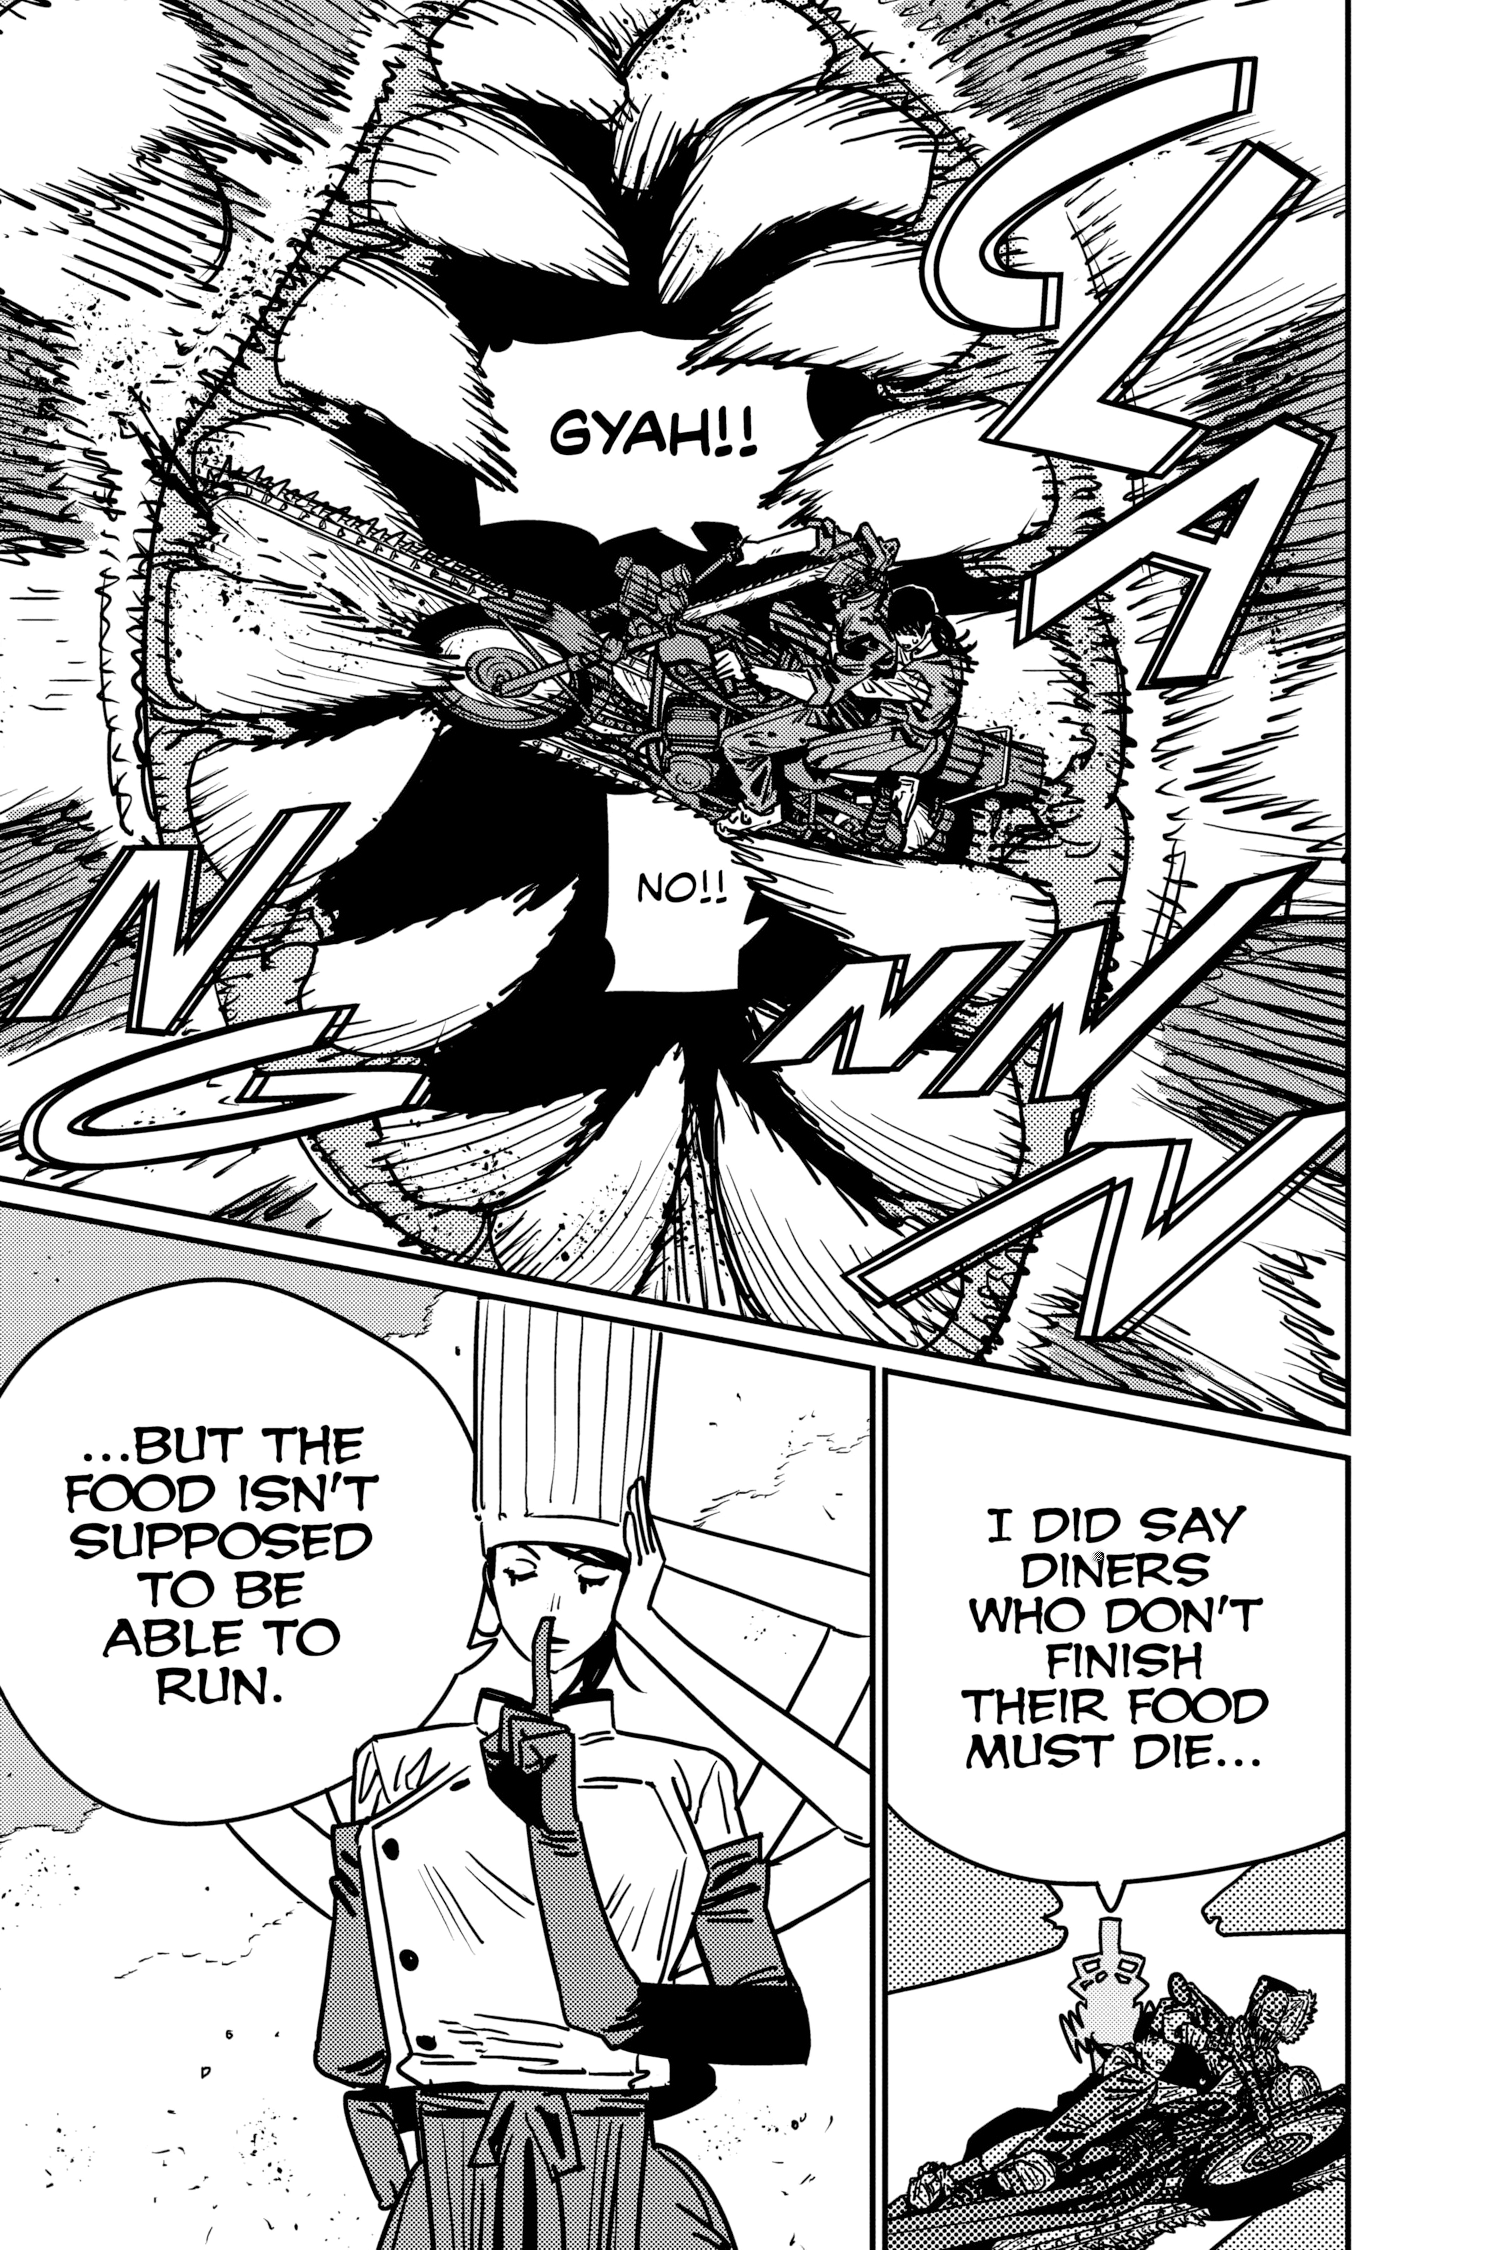 CLANNNNG
GYAH!!
NO!!
I DID SAY
DINERS
WHO DON'T
FINISH
THEIR FOOD
MUST DIE...
...BUT THE
FOOD ISN'T
SUPPOSED
TO BE
ABLE TO
RUN.